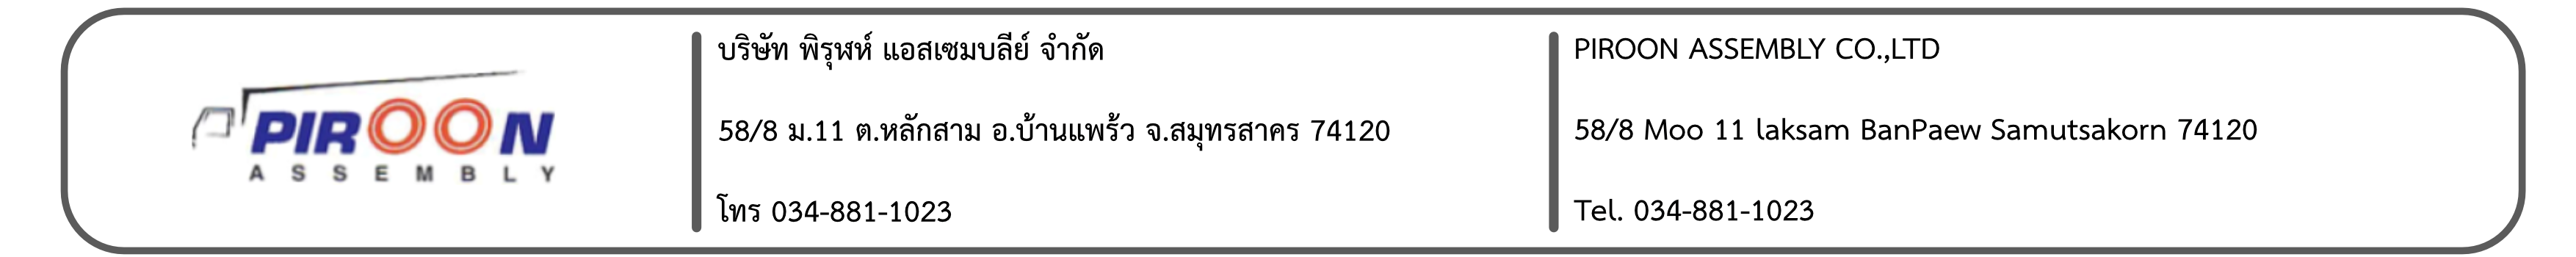 PIROON
ASSEMBLY
บริษัท พิรุฬห์ แอสเซมบลีย์ จำกัด
58/8 ม.11 ต.หลักสาม อ.บ้านแพร้ว จ.สมุทรสาคร 74120
โทร 034-881-1023
PIROON ASSEMBLY CO.,LTD
58/8 Moo 11 laksam BanPaew Samutsakorn 74120
Tel. 034-881-1023